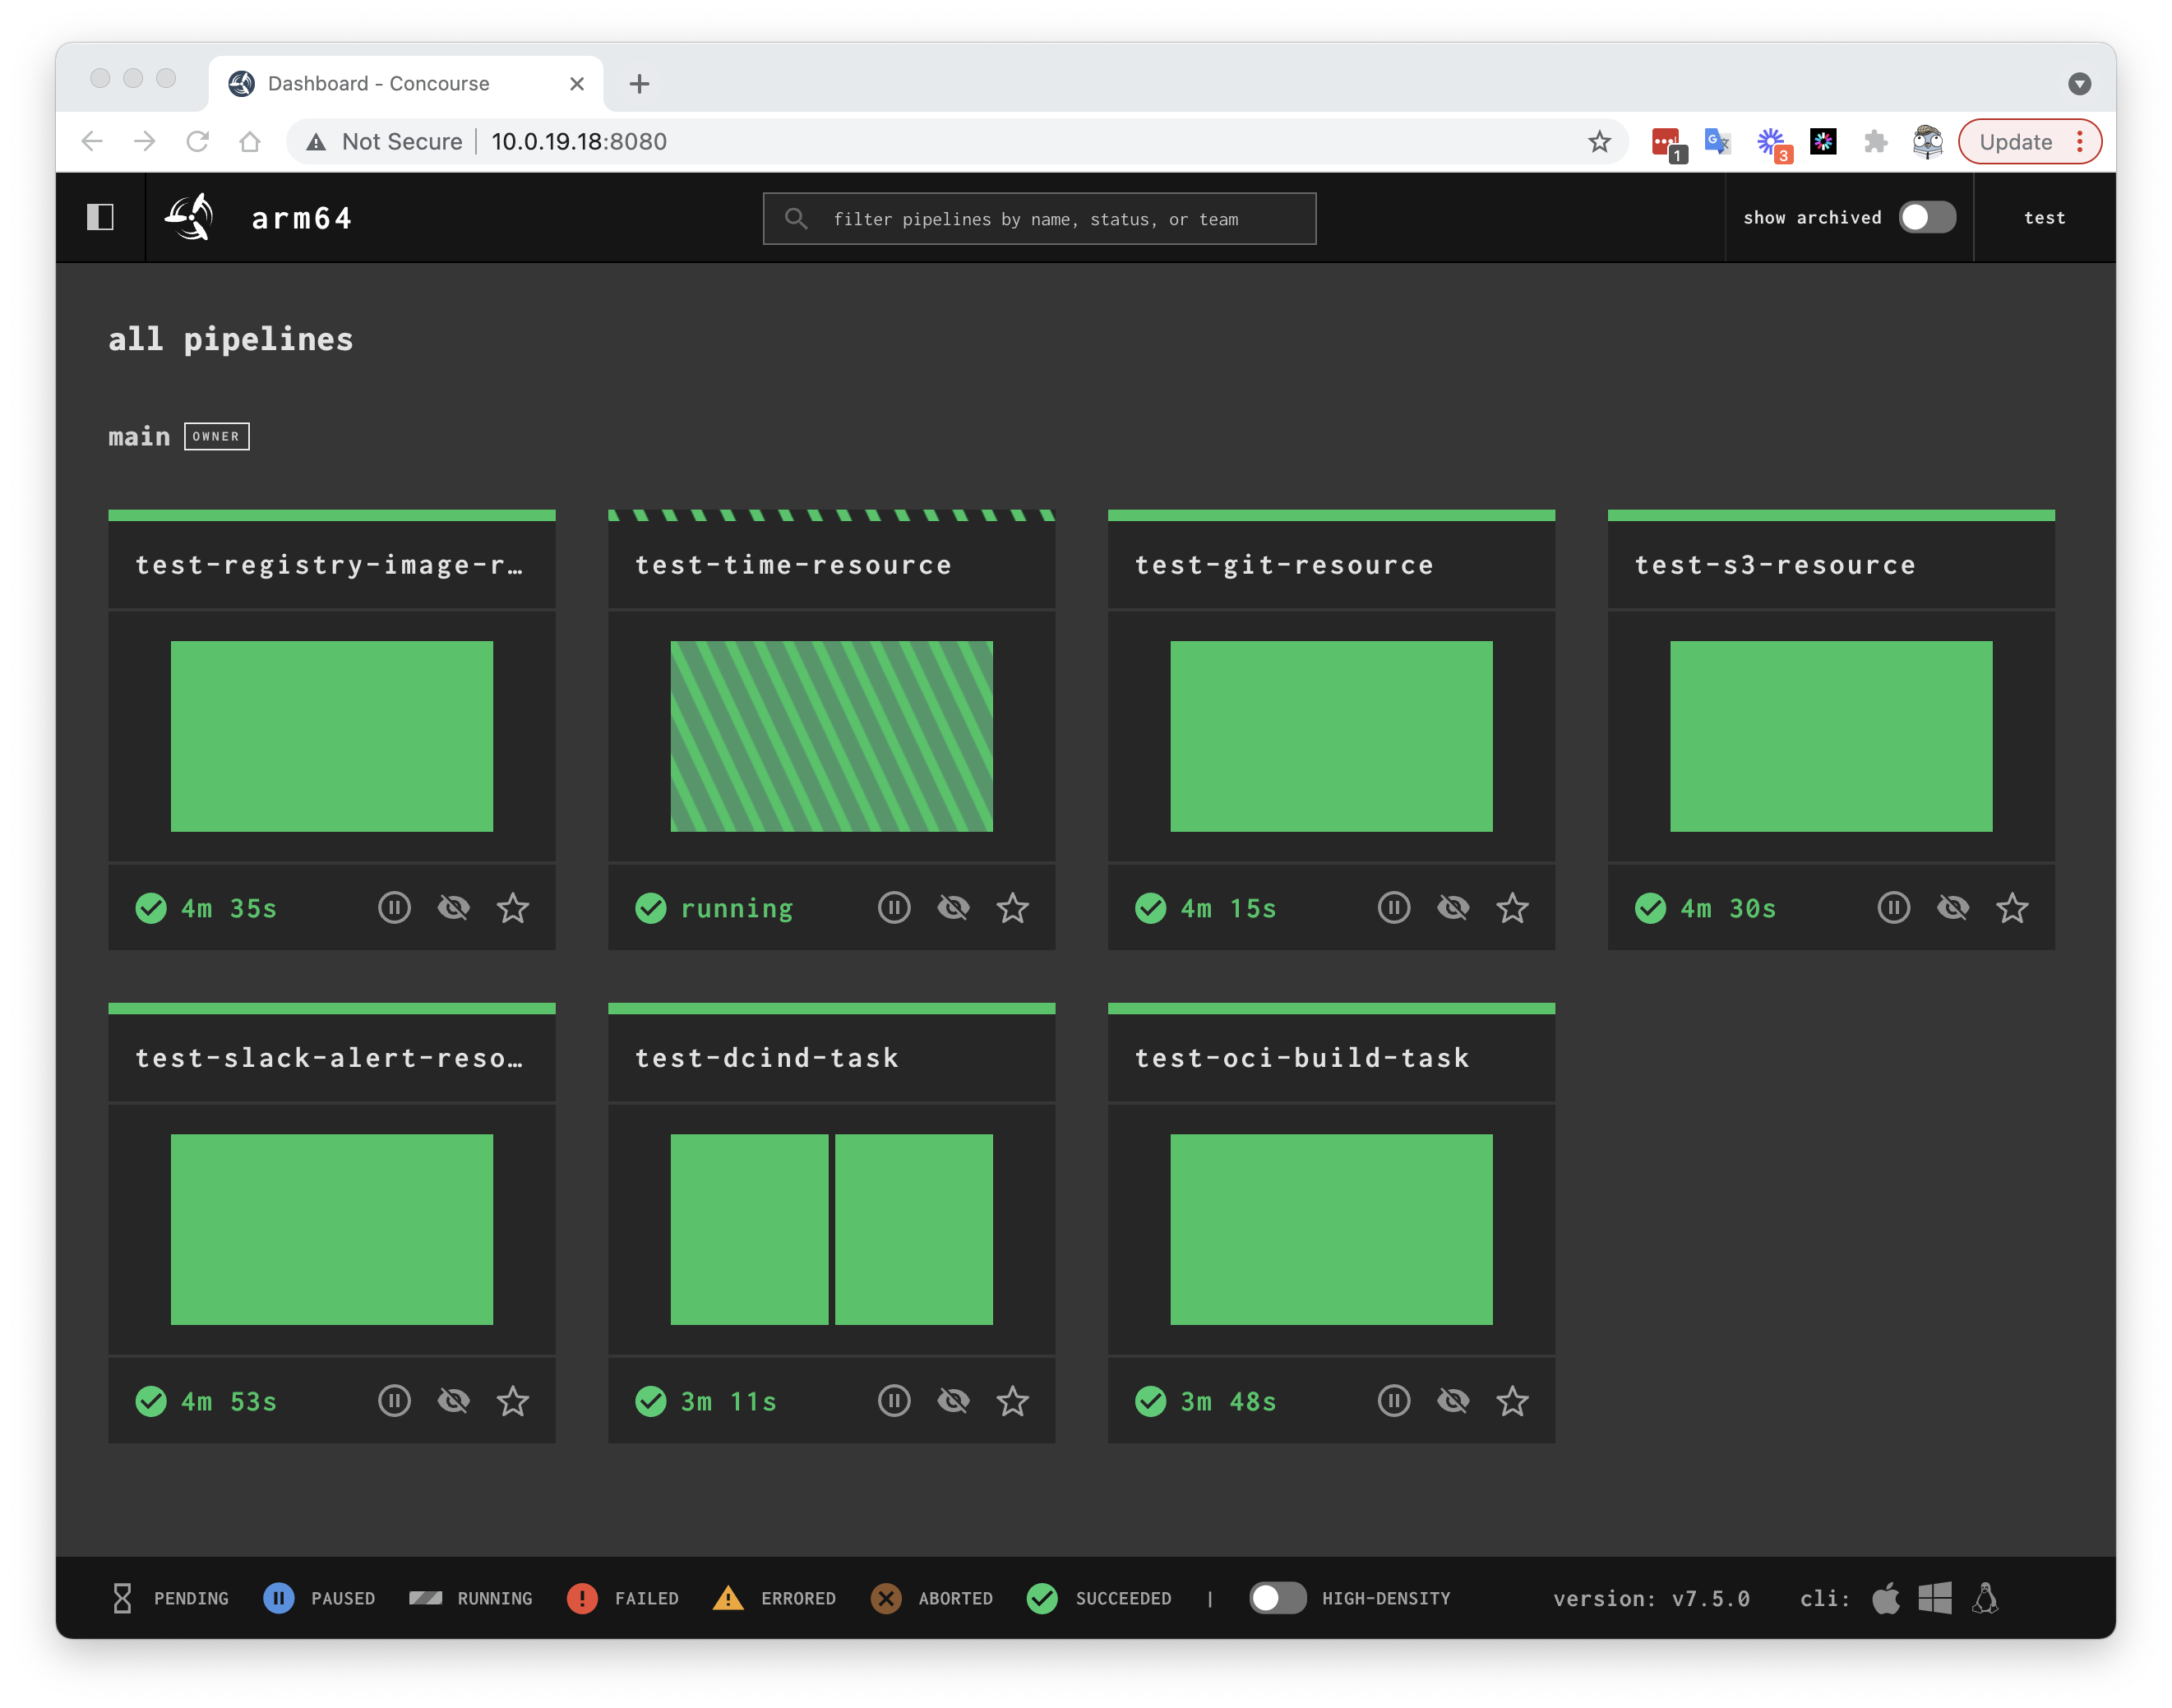 Dashboard - Concourse
Not Secure
10.0.19.18:8080
1
3
Update
arm64
filter pipelines by name, status, or team
show archived
test
all pipelines
main OWNER
test-registry-image-r…
test-time-resource
test-git-resource
test-s3-resource
4m 35s
running
4m 15s
4m 30s
test-slack-alert-reso…
test-dcind-task
test-oci-build-task
4m 53s
3m 11s
3m 48s
PENDING
PAUSED
RUNNING
FAILED
ERRORED
ABORTED
SUCCEEDED
|
HIGH-DENSITY
version: v7.5.0
cli: